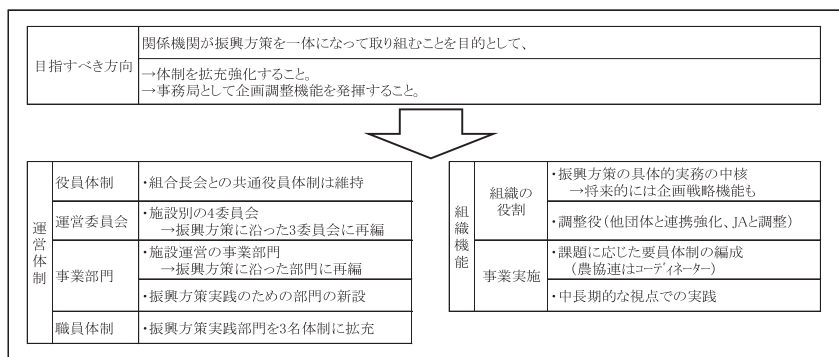 目指すべき方向
関係機関が振興方策を一体になって取り組むことを目的として、
→体制を拡充強化すること。
→事務局として企画調整機能を発揮すること。
運営体制
役員体制
・組合長会との共通役員体制は維持
運営委員会
・施設別の4委員会
→振興方策に沿った3委員会に再編
事業部門
・施設運営の事業部門
→振興方策に沿った部門に再編
・振興方策実践のための部門の新設
職員体制
・振興方策実践部門を3名体制に拡充
組織機能
組織の
役割
・振興方策の具体的実務の中核
→将来的には企画戦略機能も
・調整役(他団体と連携強化、JAと調整)
事業実施
・課題に応じた要員体制の編成
(農協連はコーディネーター)
・中長期的な視点での実践